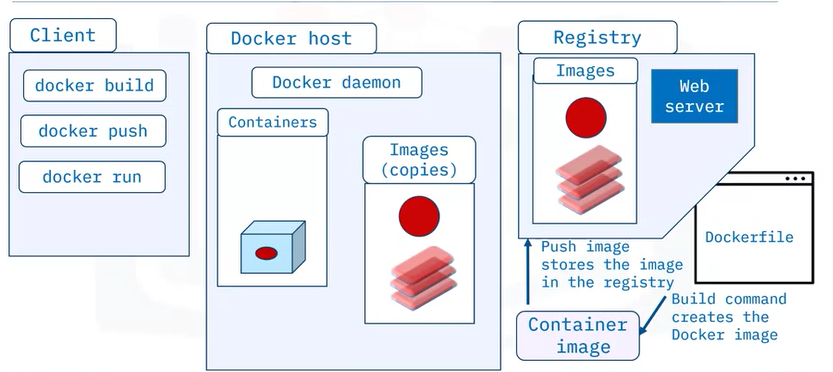 Client
docker build
docker push
docker run
Docker host
Docker daemon
Containers
Images
(copies)
Registry
Images
Web
server
Dockerfile
Push image
stores the image
in the registry
Build command
creates the
Docker image
Container
image